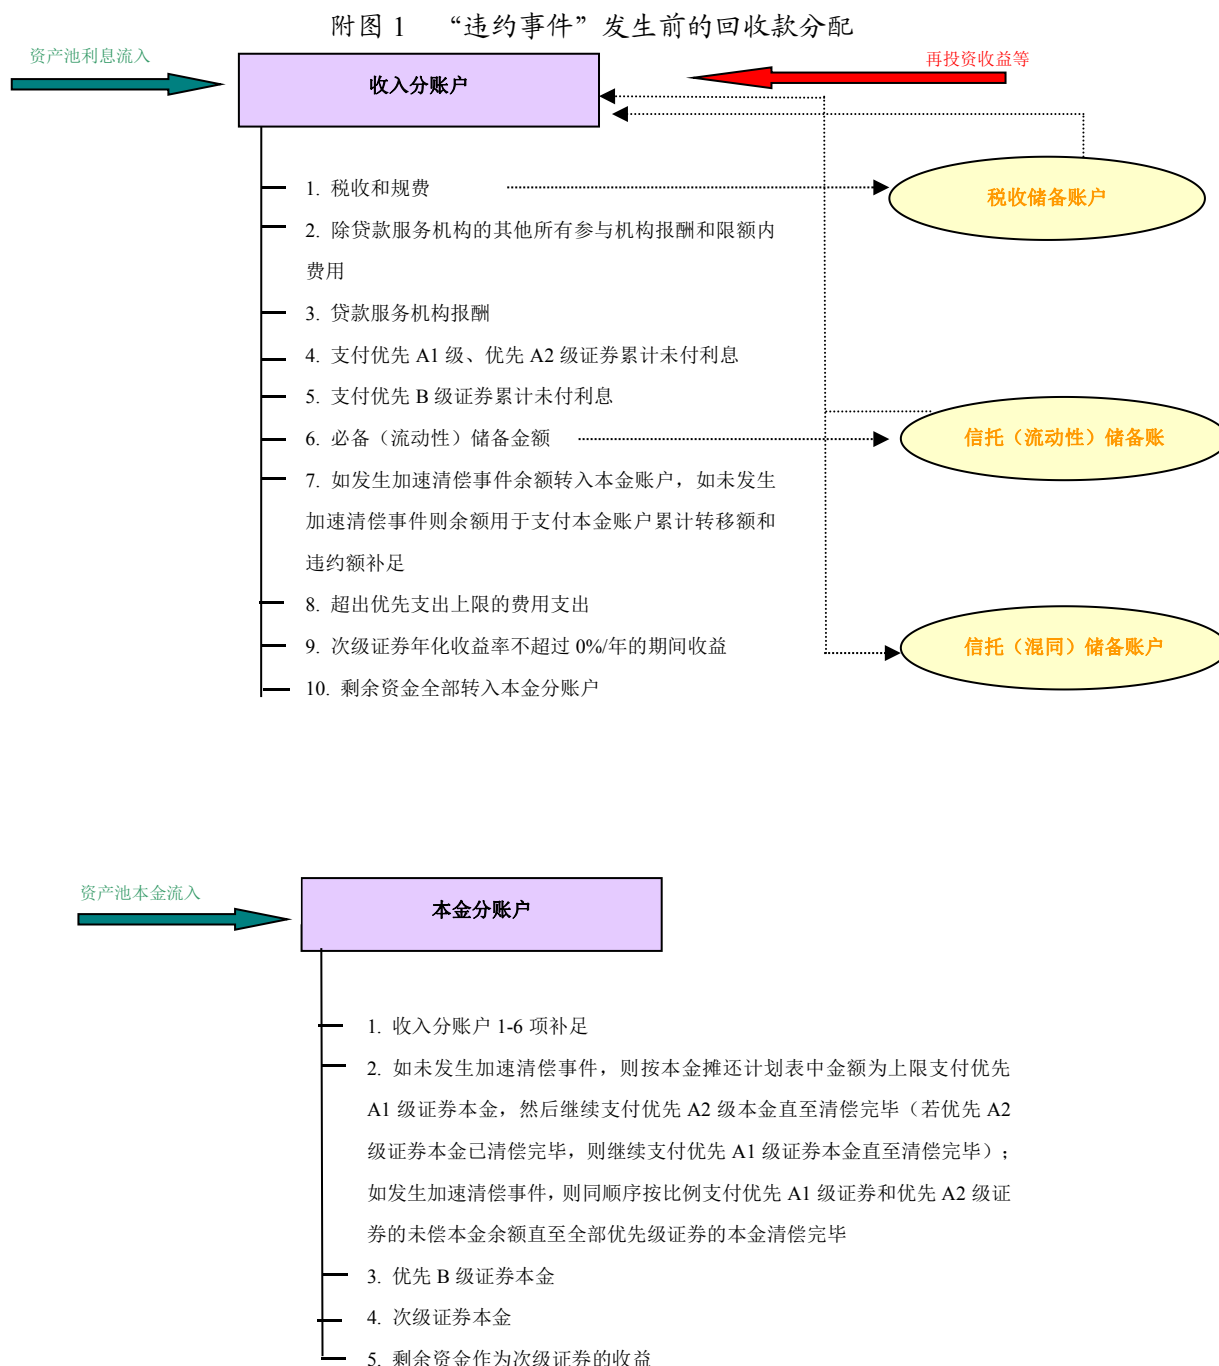 附图 1 “违约事件”发生前的回收款分配
资产池利息流入
再投资收益等
收入分账户
1. 税收和规费
税收储备账户
2. 除贷款服务机构的其他所有参与机构报酬和限额内
费用
3. 贷款服务机构报酬
4. 支付优先 A1 级、优先 A2 级证券累计未付利息
5. 支付优先 B 级证券累计未付利息
6. 必备（流动性）储备金额
信托（流动性）储备账
7. 如发生加速清偿事件余额转入本金账户，如未发生
加速清偿事件则余额用于支付本金账户累计转移额和
违约额补足
8. 超出优先支出上限的费用支出
9. 次级证券年化收益率不超过 0%/年的期间收益
信托（混同）储备账户
10. 剩余资金全部转入本金分账户
资产池本金流入
本金分账户
1. 收入分账户 1-6 项补足
2. 如未发生加速清偿事件，则按本金摊还计划表中金额为上限支付优先
A1 级证券本金，然后继续支付优先 A2 级本金直至清偿完毕（若优先 A2
级证券本金已清偿完毕，则继续支付优先 A1 级证券本金直至清偿完毕）；
如发生加速清偿事件，则同顺序按比例支付优先 A1 级证券和优先 A2 级证
券的未偿本金余额直至全部优先级证券的本金清偿完毕
3. 优先 B 级证券本金
4. 次级证券本金
5. 剩余资金作为次级证券的收益